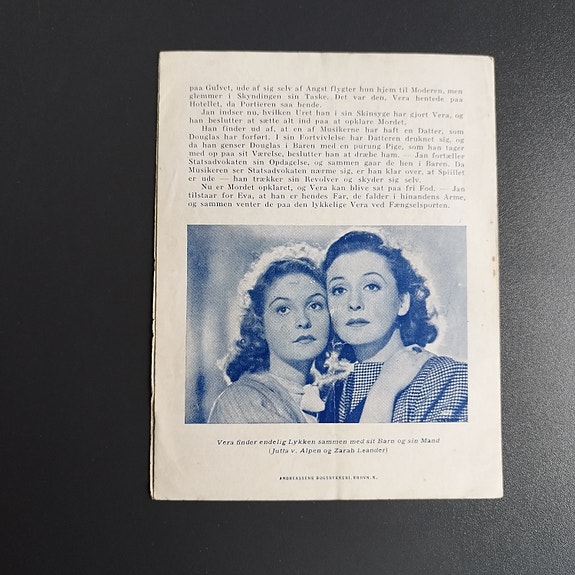 paa Gulvet, ude af sig selv af Angst flygter hun hjem til Moderen, men
glemmer i Skyndingen sin Taske. Det var den, Vera hentede paa
Hotellet, da Portieren saa hende.
Jan indser nu, hvilken Uret han i sin Skinsyge har gjort Vera, og
han beslutter at sætte alt ind paa at opklare Mordet.
Han finder ud af, at en af Musikerne har haft en Datter, som
Douglas har forført. I sin Fortvivlelse har Datteren druknet sig, og
da han genser Douglas i Baren med en purung Pige, som han tager
med op paa sit Værelse, beslutter han at dræbe ham. — Jan fortæller
Statsadvokaten sin Opdagelse, og sammen gaar de hen i Baren. Da
Musikeren ser Statsadvokaten nærme sig, er han klar over, at Spillet
er ude — han trækker sin Revolver og skyder sig selv.
Nu er Mordet opklaret, og Vera kan blive sat paa fri Fod. — Jan
tilstaar for Eva, at han er hendes Far, de falder i hinandens Arme,
og sammen venter de paa den lykkelige Vera ved Fængselsporten.
Vera finder endelig Lykken sammen med sit Barn og sin Mand
(Jutta v. Alpen og Zarah Leander)
ANDREASSENS BOGTRYKKERI, KBHVN. N.